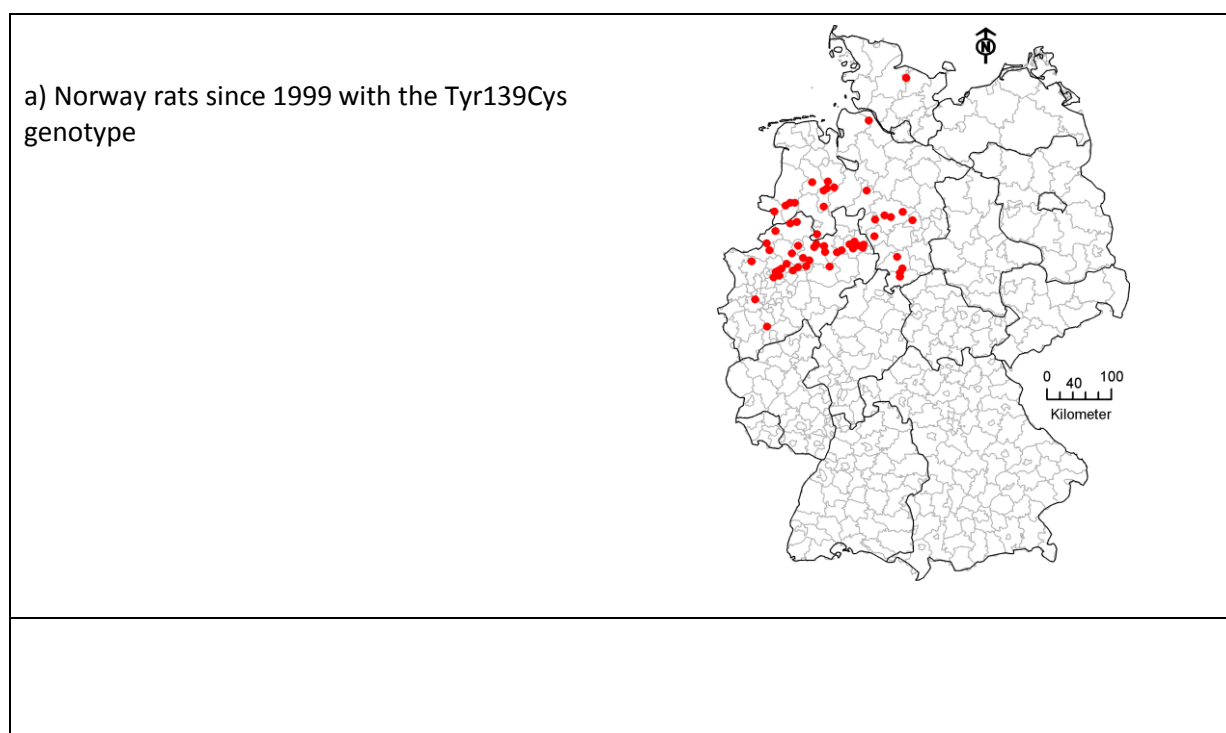 a) Norway rats since 1999 with the Tyr139Cys
genotype
N
0 100
40
Kilometer